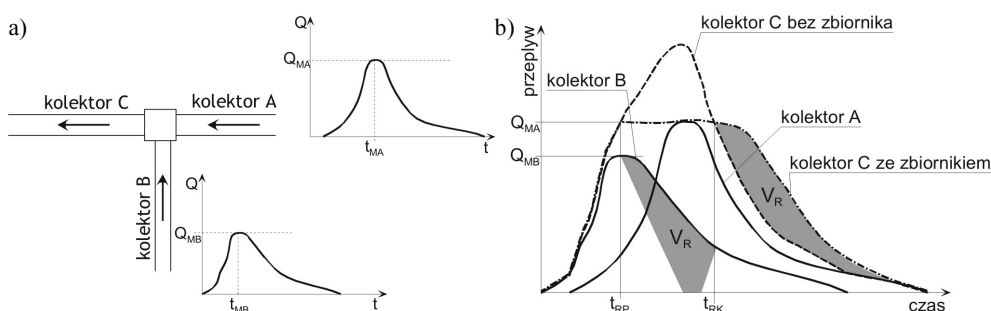 a)
Q
Q_MA
t_MA
t
kolektor C
kolektor A
kolektor B
Q
Q_MB
t_MB
t
b)
przepływ
kolektor C bez zbiornika
kolektor B
kolektor A
Q_MA
Q_MB
kolektor C ze zbiornikiem
V_R
V_R
t_RP
t_RK
czas